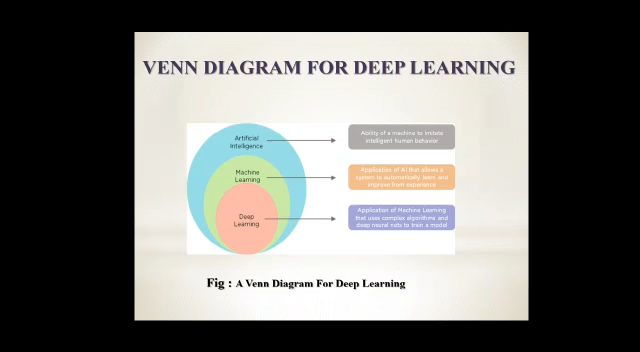 VENN DIAGRAM FOR DEEP LEARNING
Artificial
Intelligence
Ability of a machine to imitate
intelligent human behavior
Machine
Learning
Application of AI that allows a
system to automatically learn and
improve from experience
Deep
Learning
Application of Machine Learning
that uses complex algorithms and
deep neural nets to train a model
Fig : A Venn Diagram For Deep Learning